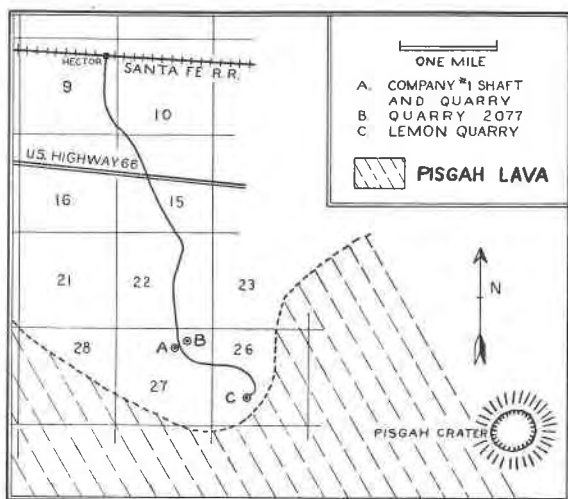 HECTOR
SANTA FE R.R.
9
10
U.S. HIGHWAY 66
16
15
21
22
23
28
A
B
26
27
C
ONE MILE
A. COMPANY #1 SHAFT
AND QUARRY
B QUARRY 2077
C LEMON QUARRY
PISGAH LAVA
N
PISGAH CRATER